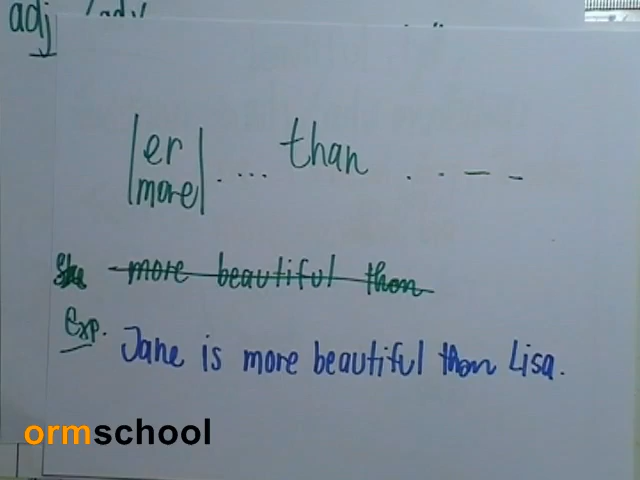 adj
er
more
.... than ..---
more beautiful than
exp.
Jane is more beautiful than Lisa.
ormschool